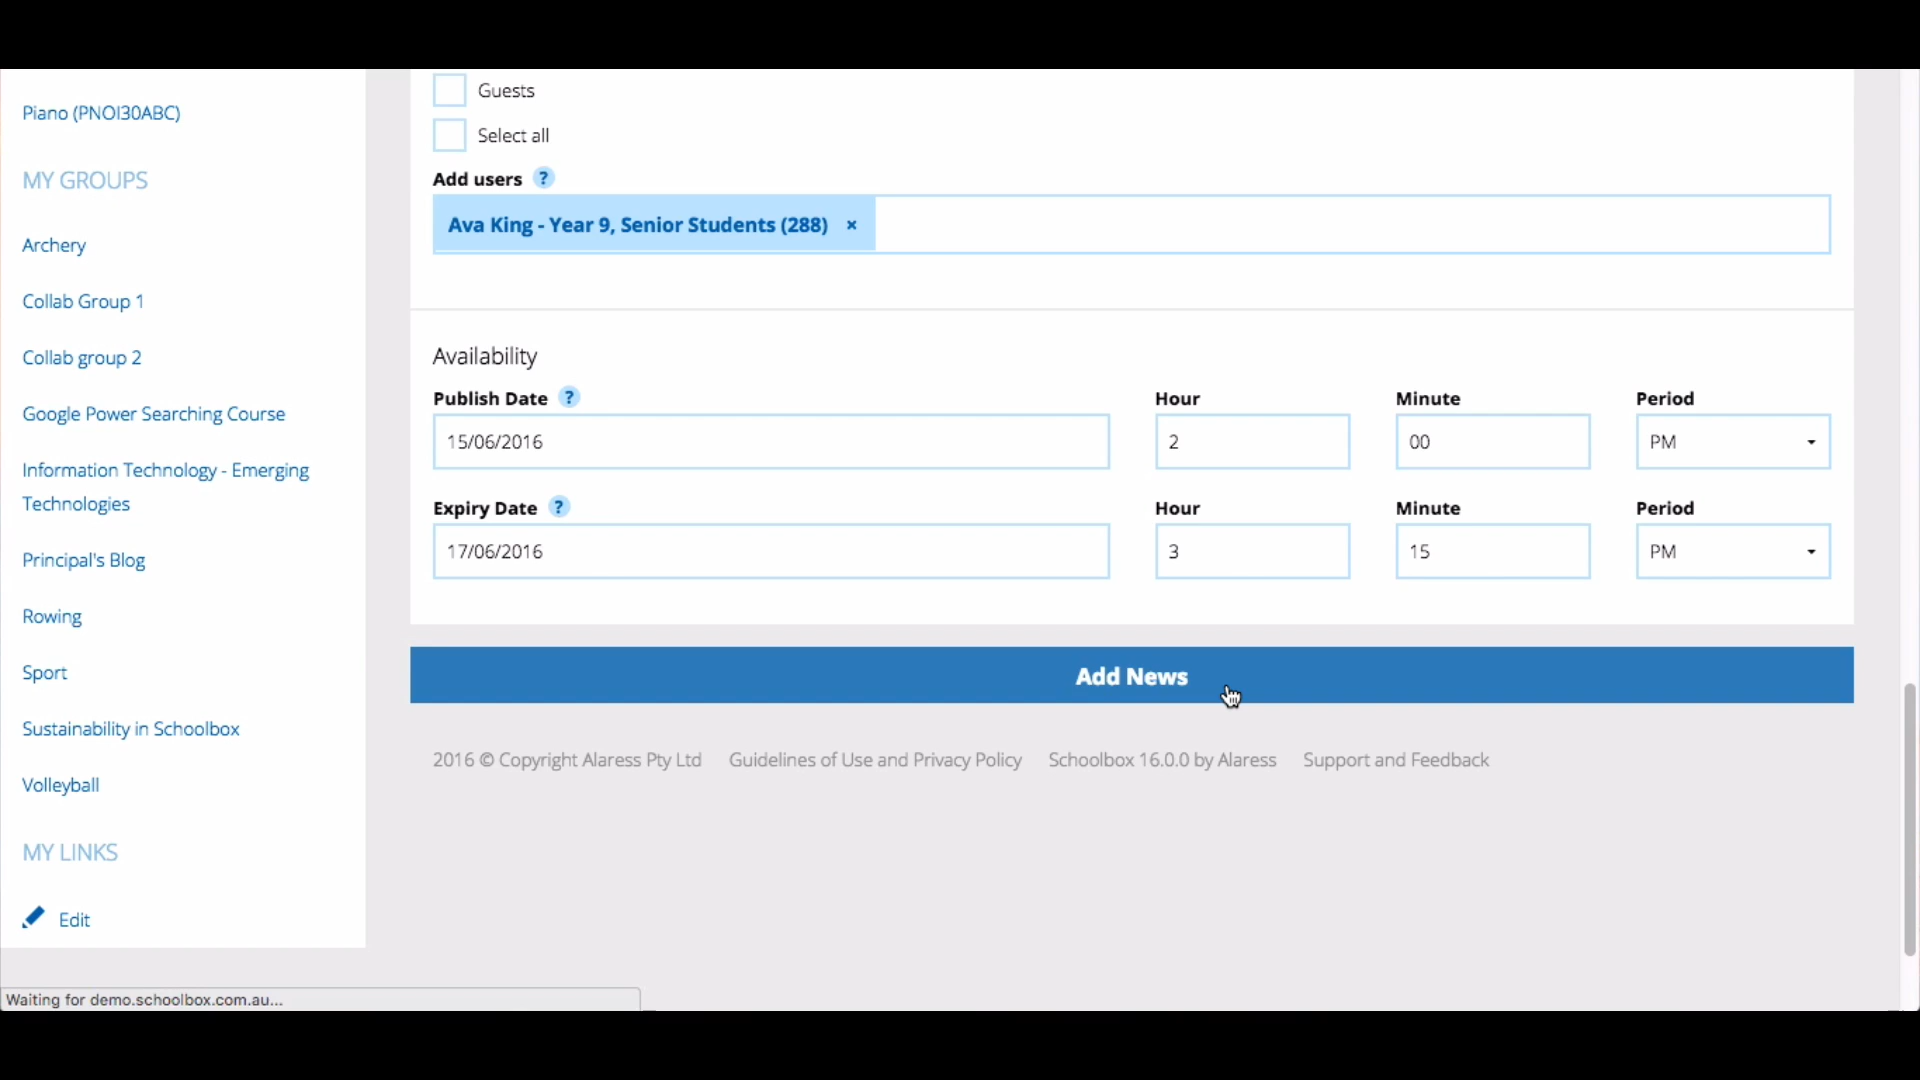 Piano (PNOI30ABC)
MY GROUPS
Archery
Collab Group 1
Collab group 2
Google Power Searching Course
Information Technology - Emerging
Technologies
Principal's Blog
Rowing
Sport
Sustainability in Schoolbox
Volleyball
MY LINKS
Edit
Guests
Select all
Add users ?
Ava King - Year 9, Senior Students (288) ×
Availability
Publish Date ? Hour Minute Period
15/06/2016 2 00 PM
Expiry Date ? Hour Minute Period
17/06/2016 3 15 PM
Add News
2016 © Copyright Alaress Pty Ltd Guidelines of Use and Privacy Policy Schoolbox 16.0.0 by Alaress Support and Feedback
Waiting for demo.schoolbox.com.au...